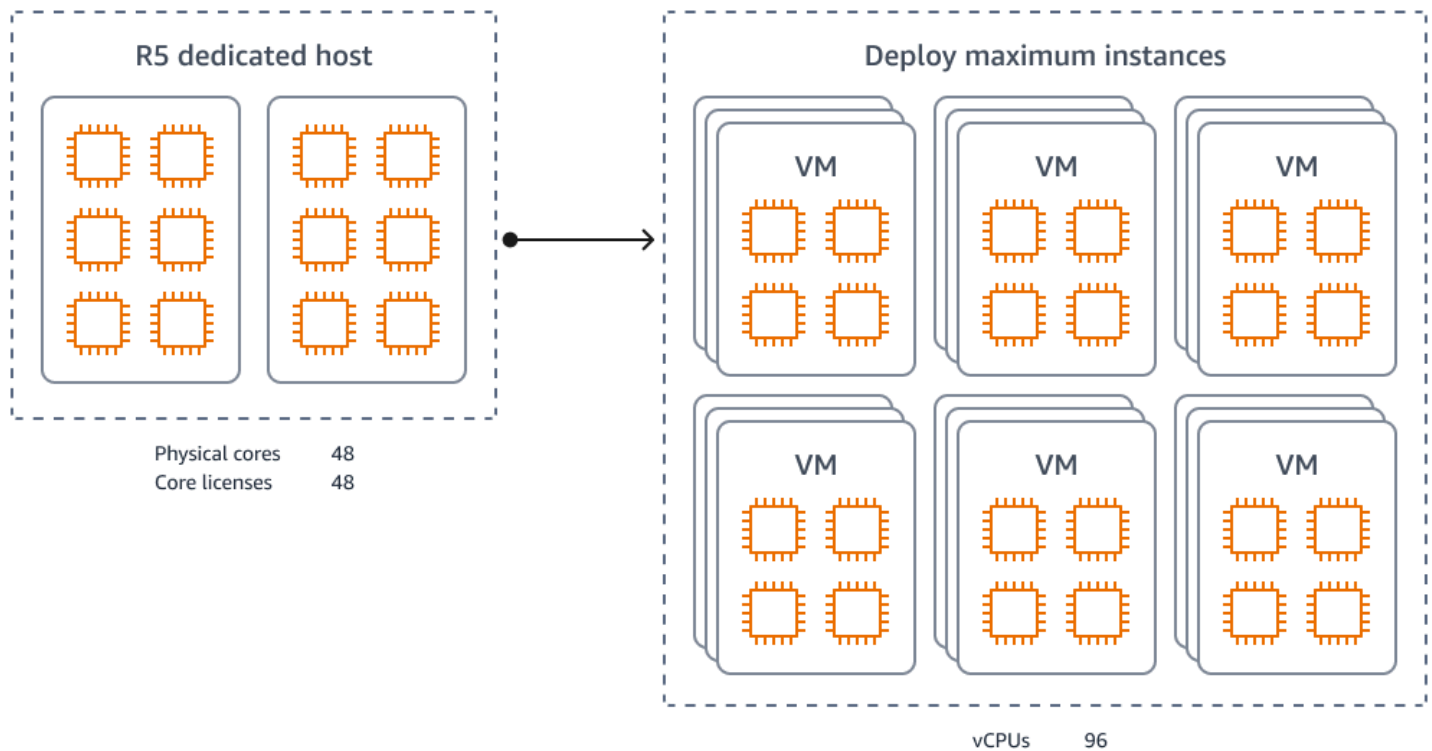 R5 dedicated host
Physical cores 48
Core licenses 48
Deploy maximum instances
VM
VM
VM
VM
VM
VM
vCPUs 96